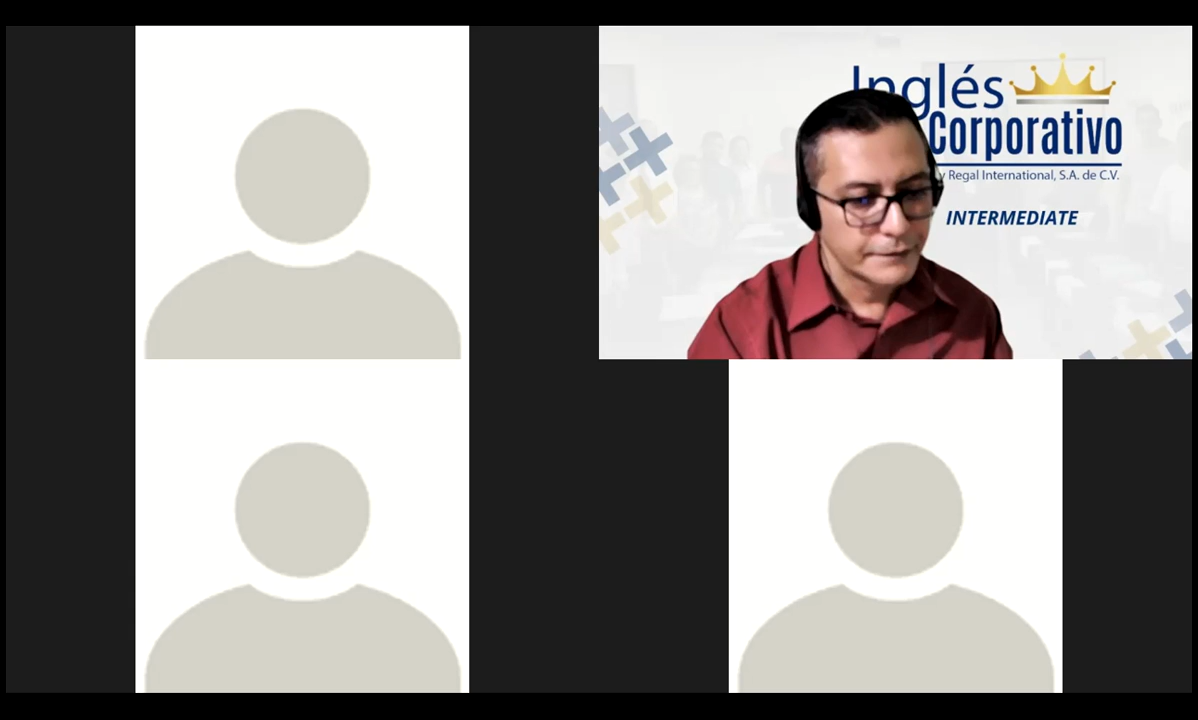 Inglés
Corporativo
y Regal International, S.A. de C.V.
INTERMEDIATE